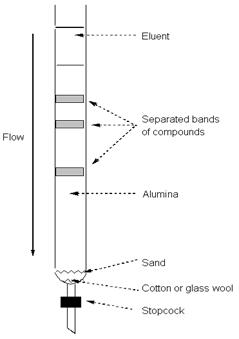 Eluent
Separated bands
of compounds
Flow
Alumina
Sand
Cotton or glass wool
Stopcock